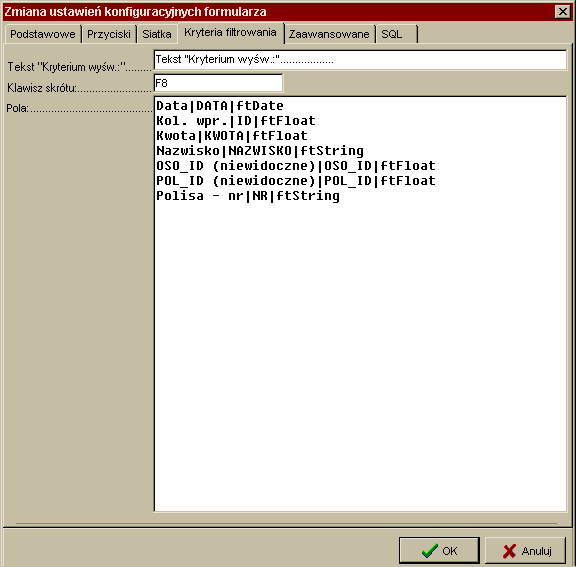 Zmiana ustawień konfiguracyjnych formularza
Podstawowe Przyciski Siatka Kryteria filtrowania Zaawansowane SQL
Tekst "Kryterium wyśw.:"......... Tekst "Kryterium wyśw.:"..................
Klawisz skrótu:......................... F8
Pola:........................................
Data|DATA|ftDate
Kol. wpr.|ID|ftFloat
Kwota|KWOTA|ftFloat
Nazwisko|NAZWISKO|ftString
OSO_ID (niewidoczne)|OSO_ID|ftFloat
POL_ID (niewidoczne)|POL_ID|ftFloat
Polisa - nr|NR|ftString
OK Anuluj